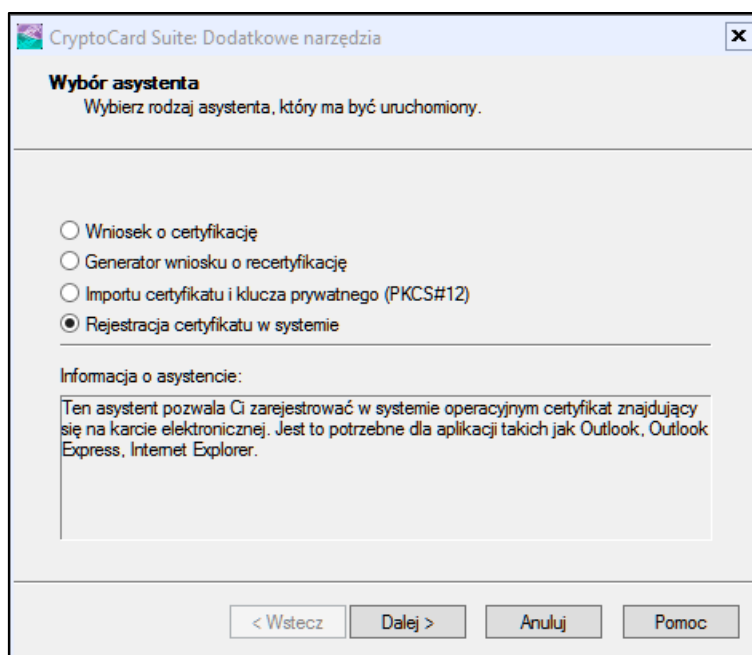 CryptoCard Suite: Dodatkowe narzędzia
Wybór asystenta
Wybierz rodzaj asystenta, który ma być uruchomiony.
Wniosek o certyfikację
Generator wniosku o recertyfikację
Importu certyfikatu i klucza prywatnego (PKCS#12)
Rejestracja certyfikatu w systemie
Informacja o asystencie:
Ten asystent pozwala Ci zarejestrować w systemie operacyjnym certyfikat znajdujący
się na karcie elektronicznej. Jest to potrzebne dla aplikacji takich jak Outlook, Outlook
Express, Internet Explorer.
< Wstecz
Dalej >
Anuluj
Pomoc